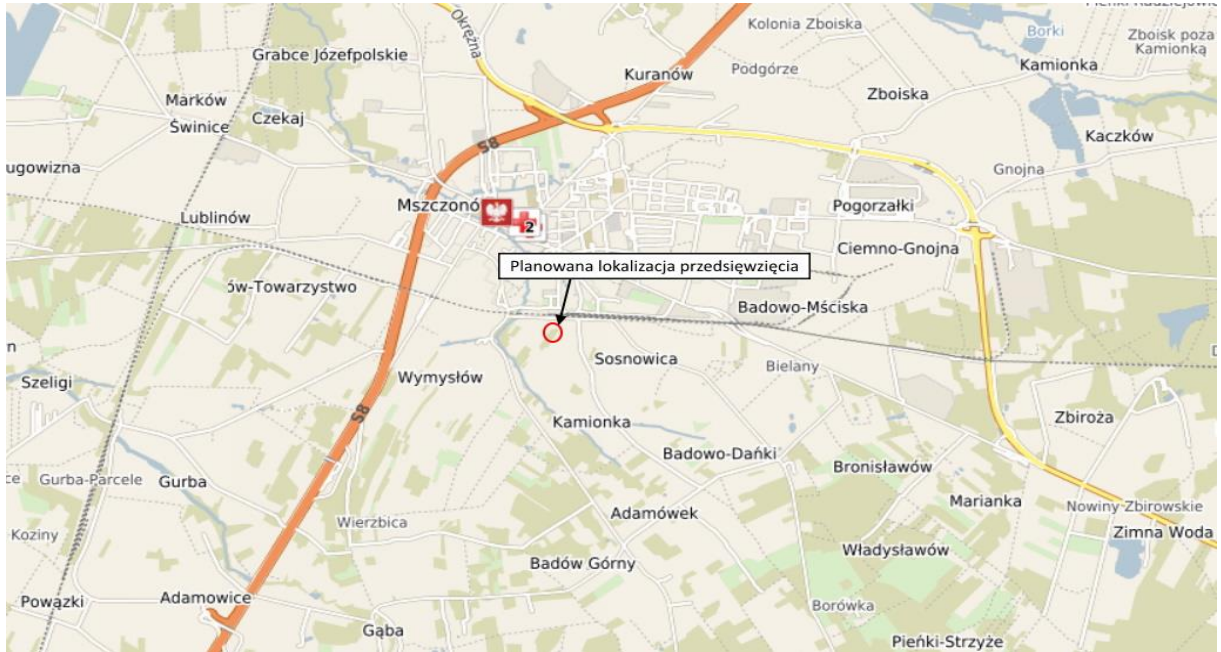 Okrężna
Kolonia Zboiska
Borki
Zboisk poza
Kamionką
Grabce Józefpolskie
Kuranów
Podgórze
Kamionka
Zboiska
Marków
Świnice
Czekaj
Kaczków
S8
ugowizna
Gnojna
Mszczonó
2
Lublinów
Pogorzałki
Ciemno-Gnojna
Planowana lokalizacja przedsięwzięcia
ów-Towarzystwo
Badowo-Mściska
Sosnowica
Bielany
Szeligi
Wymysłów
S8
Kamionka
Zbiroża
Badowo-Dańki
Bronisławów
Gurba-Parcele
Gurba
Marianka
Nowiny Zbirowskie
Wierzbica
Adamówek
Koziny
Zimna Woda
Władysławów
Badów Górny
Powązki
Adamowice
Borówka
Gąba
Pieńki-Strzyże